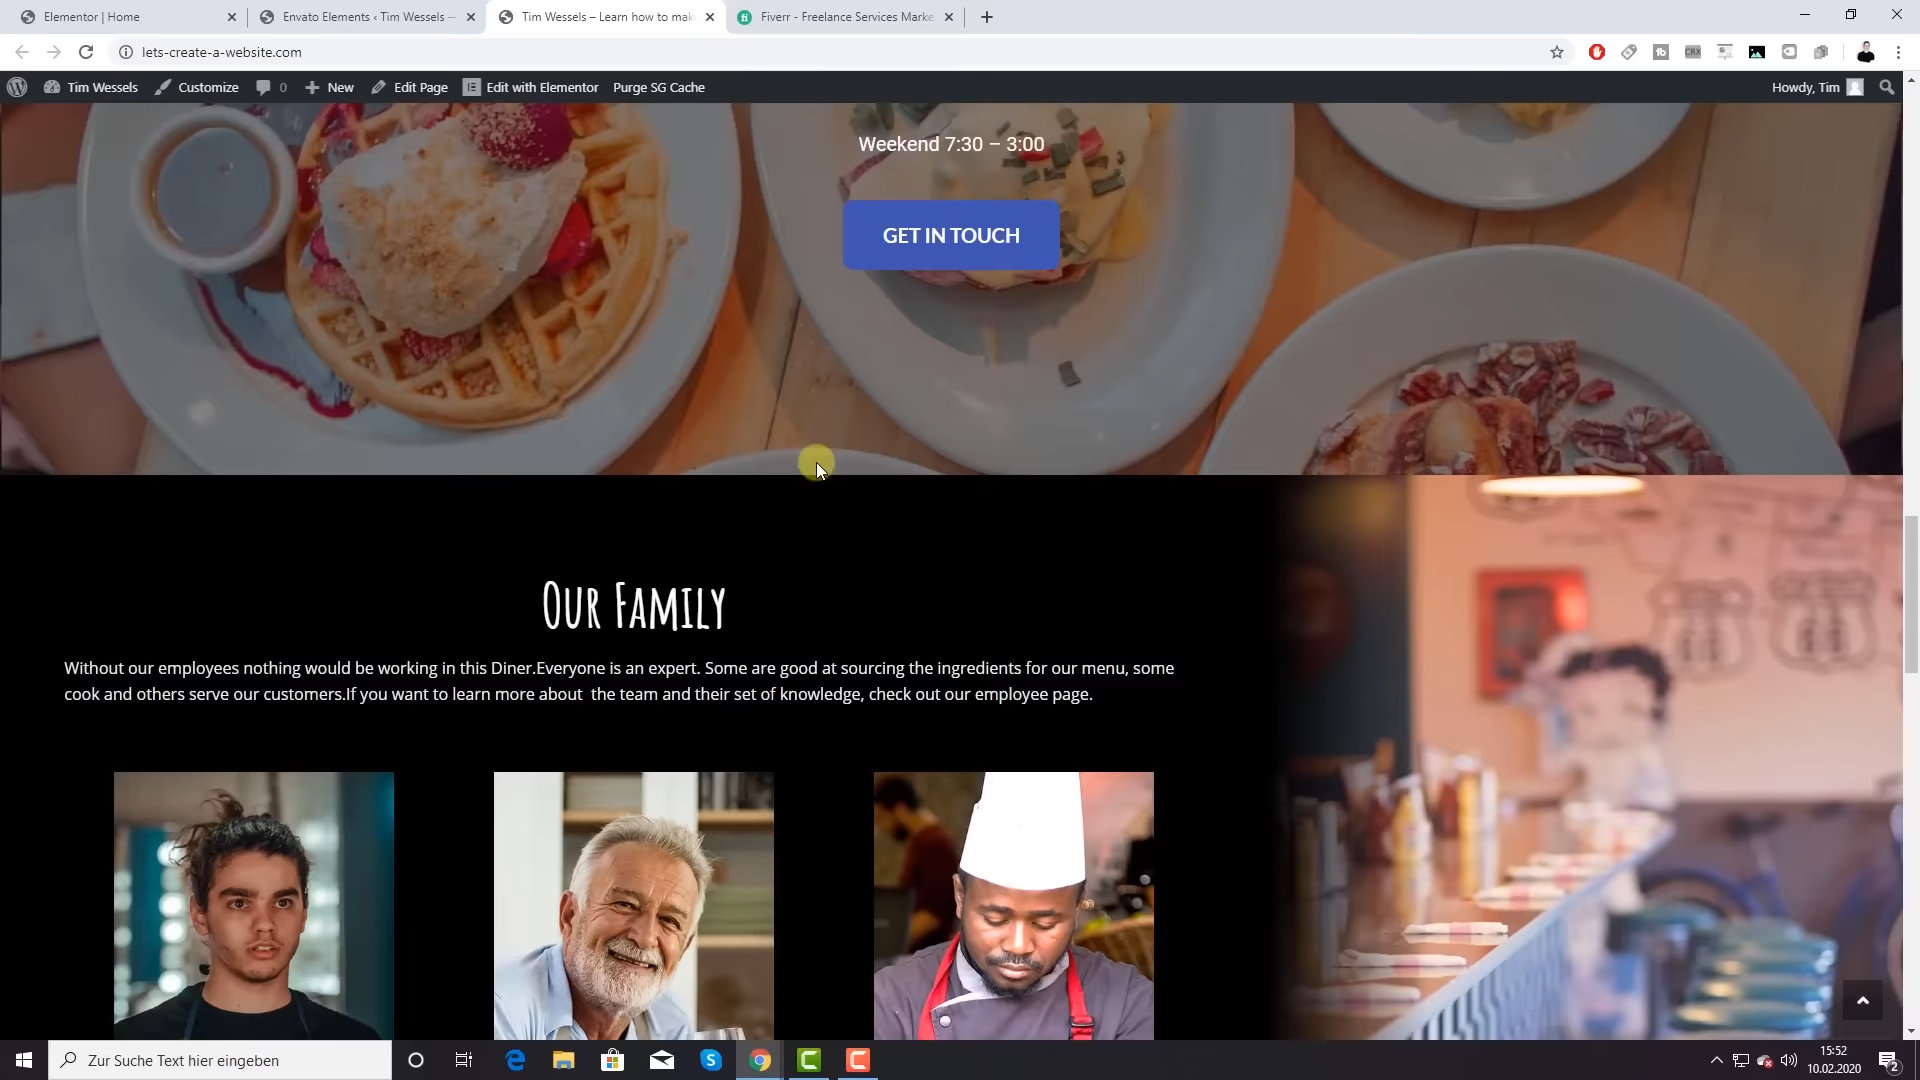 Elementor | Home
Envato Elements ‹ Tim Wessels —
Tim Wessels – Learn how to mak
Fiverr - Freelance Services Marke
lets-create-a-website.com
Tim Wessels
Customize
0
New
Edit Page
Edit with Elementor
Purge SG Cache
Howdy, Tim
Weekend 7:30 – 3:00
GET IN TOUCH
Our Family
Without our employees nothing would be working in this Diner.Everyone is an expert. Some are good at sourcing the ingredients for our menu, some
cook and others serve our customers.If you want to learn more about  the team and their set of knowledge, check out our employee page.
Zur Suche Text hier eingeben
15:52
10.02.2020
2